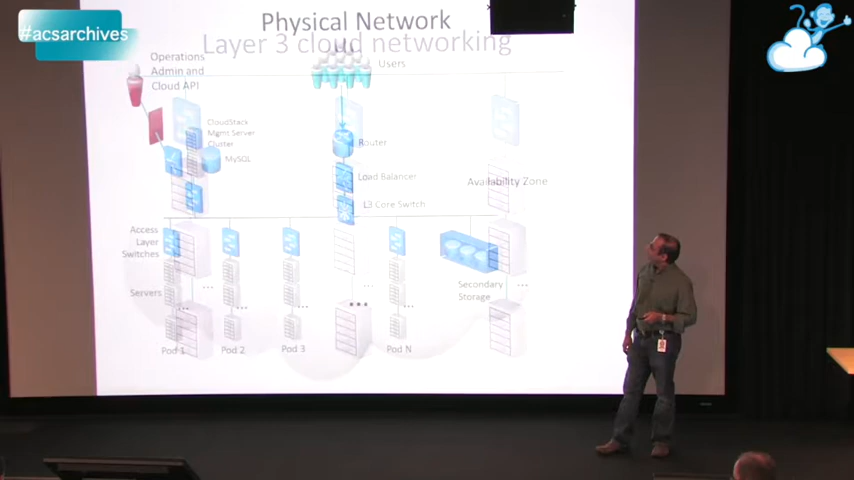 #acsarchives
Physical Network
Layer 3 cloud networking
Operations
Admin and
Cloud API
Users
CloudStack
Mgmt Server
Cluster
MySQL
Router
Load Balancer
L3 Core Switch
Availability Zone
Access
Layer
Switches
Servers
...
...
...
...
...
...
...
Secondary
Storage
Pod 1
Pod 2
Pod 3
Pod N